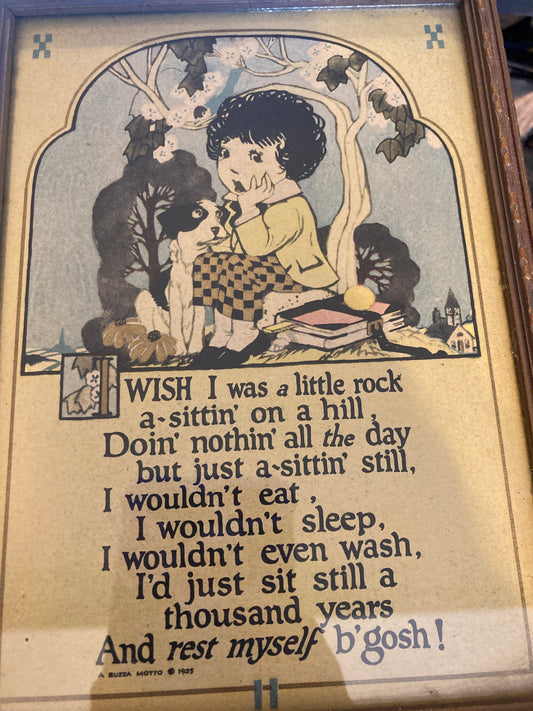 I WISH I was a little rock
a-sittin' on a hill,
Doin' nothin' all the day
but just a-sittin' still,
I wouldn't eat,
I wouldn't sleep,
I wouldn't even wash,
I'd just sit still a
thousand years
And rest myself b'gosh!
A BUZZA MOTTO © 1925